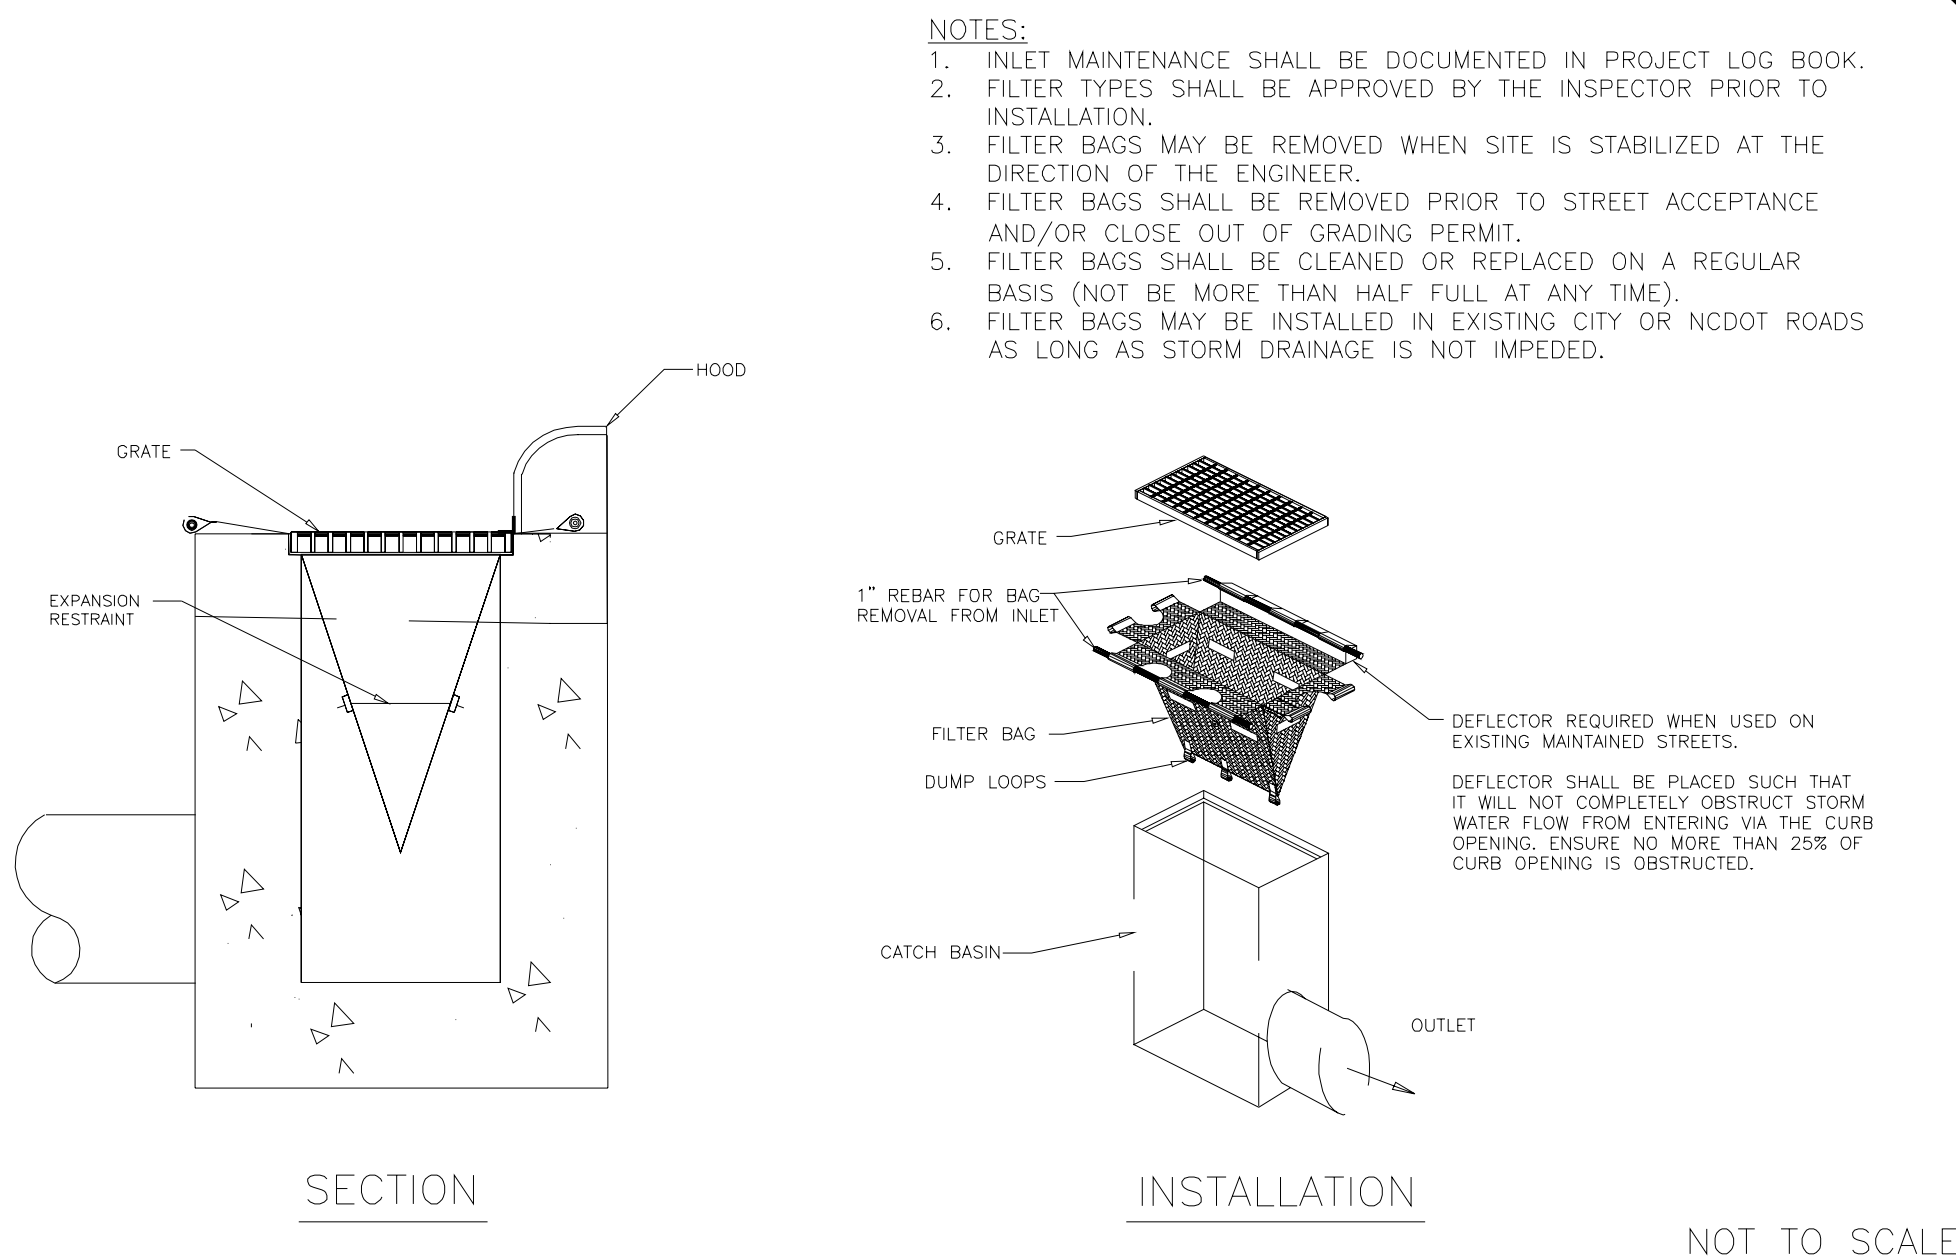 NOTES:
1. INLET MAINTENANCE SHALL BE DOCUMENTED IN PROJECT LOG BOOK.
2. FILTER TYPES SHALL BE APPROVED BY THE INSPECTOR PRIOR TO
INSTALLATION.
3. FILTER BAGS MAY BE REMOVED WHEN SITE IS STABILIZED AT THE
DIRECTION OF THE ENGINEER.
4. FILTER BAGS SHALL BE REMOVED PRIOR TO STREET ACCEPTANCE
AND/OR CLOSE OUT OF GRADING PERMIT.
5. FILTER BAGS SHALL BE CLEANED OR REPLACED ON A REGULAR
BASIS (NOT BE MORE THAN HALF FULL AT ANY TIME).
6. FILTER BAGS MAY BE INSTALLED IN EXISTING CITY OR NCDOT ROADS
AS LONG AS STORM DRAINAGE IS NOT IMPEDED.
HOOD
GRATE
EXPANSION
RESTRAINT
SECTION
GRATE
1" REBAR FOR BAG
REMOVAL FROM INLET
FILTER BAG
DUMP LOOPS
DEFLECTOR REQUIRED WHEN USED ON
EXISTING MAINTAINED STREETS.
DEFLECTOR SHALL BE PLACED SUCH THAT
IT WILL NOT COMPLETELY OBSTRUCT STORM
WATER FLOW FROM ENTERING VIA THE CURB
OPENING. ENSURE NO MORE THAN 25% OF
CURB OPENING IS OBSTRUCTED.
CATCH BASIN
OUTLET
INSTALLATION
NOT TO SCALE